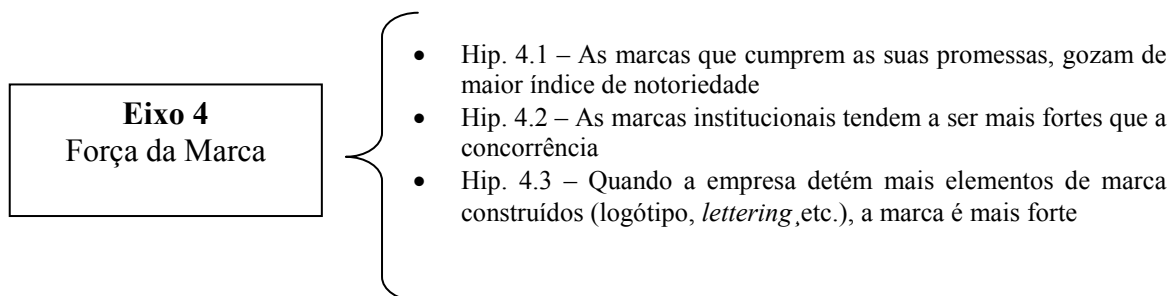 Eixo 4
Força da Marca
• Hip. 4.1 – As marcas que cumprem as suas promessas, gozam de
maior índice de notoriedade
• Hip. 4.2 – As marcas institucionais tendem a ser mais fortes que a
concorrência
• Hip. 4.3 – Quando a empresa detém mais elementos de marca
construídos (logótipo, lettering¸etc.), a marca é mais forte